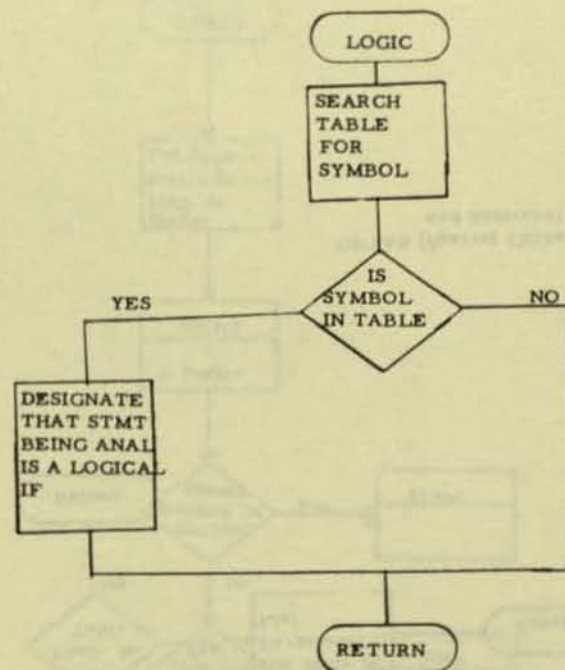 LOGIC
SEARCH
TABLE
FOR
SYMBOL
IS
SYMBOL
IN TABLE
YES
NO
DESIGNATE
THAT STMT
BEING ANAL
IS A LOGICAL
IF
RETURN